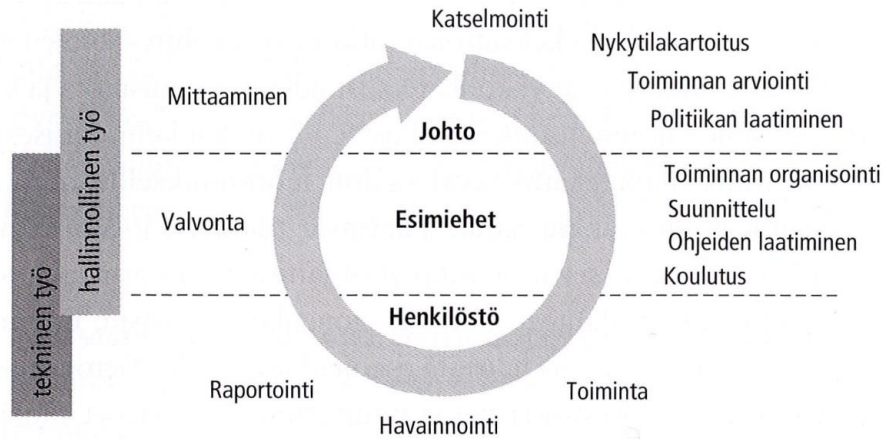 Katselmointi
Nykytilakartoitus
Toiminnan arviointi
Politiikan laatiminen
Mittaaminen
Johto
hallinnollinen työ
tekninen työ
Toiminnan organisointi
Suunnittelu
Ohjeiden laatiminen
Koulutus
Valvonta
Esimiehet
Henkilöstö
Raportointi
Toiminta
Havainnointi